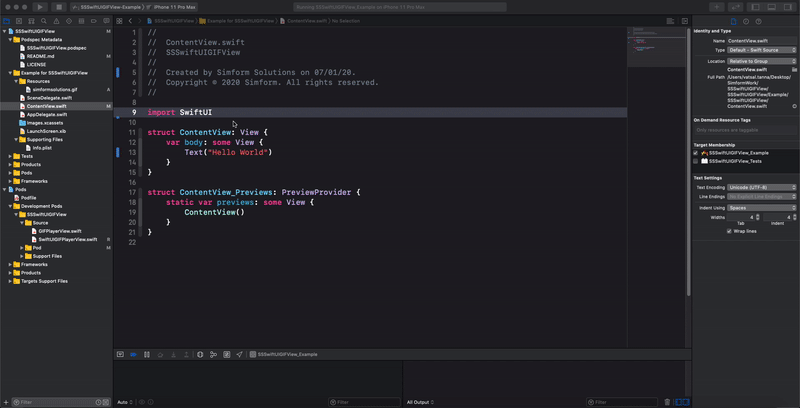 SSSwiftUIGIFView-Example
iPhone 11 Pro Max
Running SSSwiftUIGIFView_Example on iPhone 11 Pro Max
SSSwiftUIGIFView
Podspec Metadata
SSSwiftUIGIFView.podspec
README.md
LICENSE
Example for SSSwiftUIGIFView
Resources
simformsolutions.gif
SceneDelegate.swift
ContentView.swift
AppDelegate.swift
Images.xcassets
LaunchScreen.xib
Supporting Files
Info.plist
Tests
Products
Pods
Frameworks
Pods
Podfile
Development Pods
SSSwiftUIGIFView
Source
GIFPlayerView.swift
SwiftUIGIFPlayerView.swift
Pod
Support Files
Frameworks
Products
Targets Support Files
Filter
SSSwiftUIGIFView
Example for SSSwiftUIGIFView
ContentView.swift
No Selection
1 //
2 //  ContentView.swift
3 //  SSSwiftUIGIFView
4 //
5 //  Created by Simform Solutions on 07/01/20.
6 //  Copyright © 2020 Simform. All rights reserved.
7 //
8
9 import SwiftUI
11 struct ContentView: View {
12     var body: some View {
13         Text("Hello World")
14     }
15 }
16
17 struct ContentView_Previews: PreviewProvider {
18     static var previews: some View {
19         ContentView()
20     }
21 }
22
SSSwiftUIGIFView_Example
Auto
Filter
All Output
Filter
Identity and Type
Name ContentView.swift
Type Default - Swift Source
Location Relative to Group
ContentView.swift
Full Path /Users/vatsal.tanna/Desktop/
SimformWork/
SSSwiftUIGIFView/
SSSwiftUIGIFView/Example/
SSSwiftUIGIFView/
ContentView.swift
On Demand Resource Tags
Only resources are taggable
Target Membership
SSSwiftUIGIFView_Example
SSSwiftUIGIFView_Tests
Text Settings
Text Encoding Unicode (UTF-8)
Line Endings No Explicit Line Endings
Indent Using Spaces
Widths 4 4
Tab Indent
Wrap lines